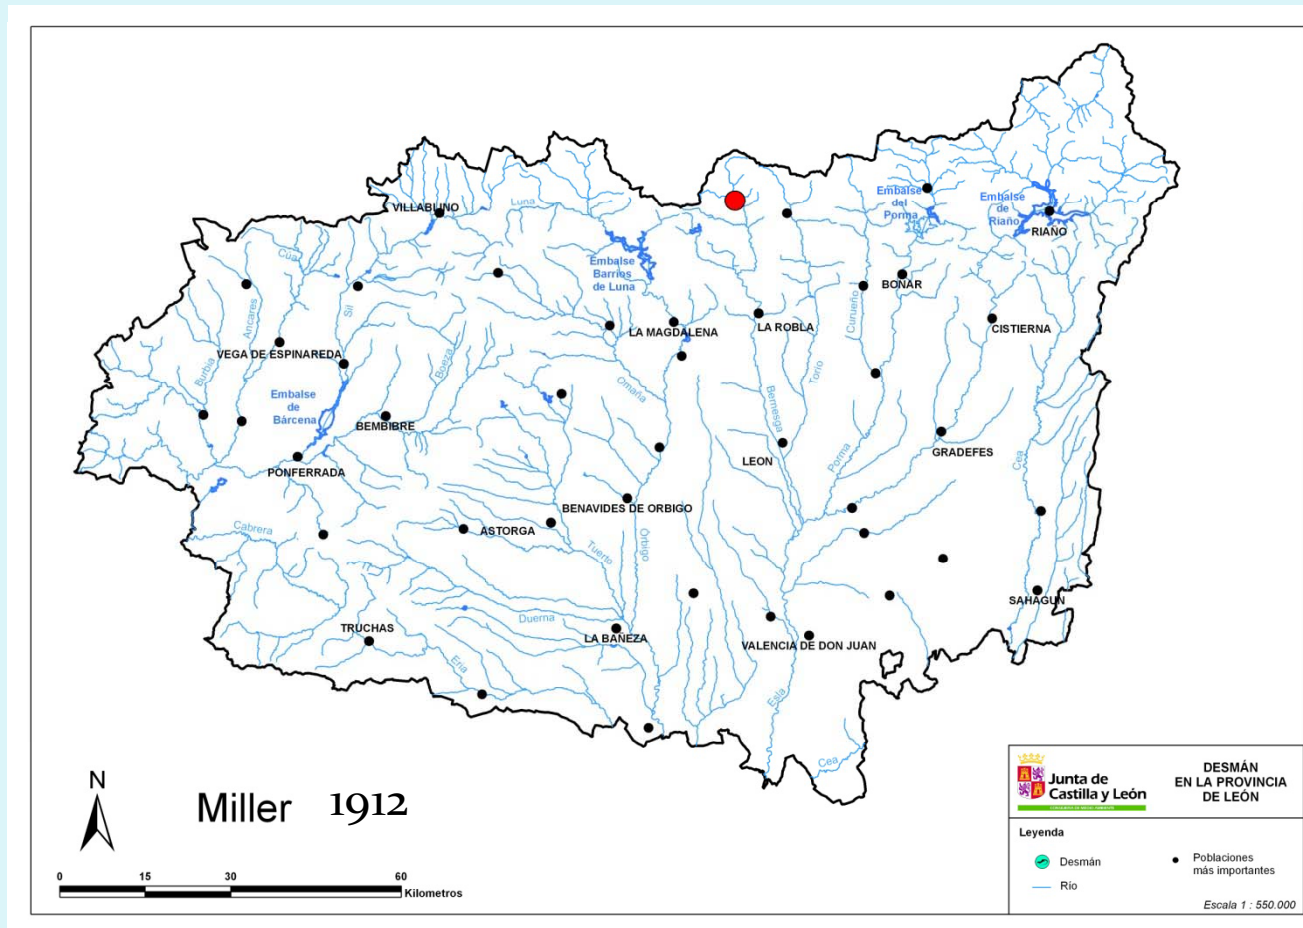 Luna
VILLABLINO
Embalse
del
Porma
Embalse
de
Riaño
RIAÑO
Cúa
Embalse
Barrios
de Luna
BOÑAR
Ancares
Sil
Curueño
LA MAGDALENA
LA ROBLA
CISTIERNA
VEGA DE ESPINAREDA
Burbia
Boeza
Omaña
Torío
Embalse
de
Bárcena
Bernesga
BEMBIRE
GRADEFES
PONFERRADA
LEON
Porma
Cea
BENAVIDES DE ORBIGO
Cabrera
ASTORGA
Tuerto
Orbigo
SAHAGUN
Duerna
TRUCHAS
LA BAÑEZA
VALENCIA DE DON JUAN
Eria
Esla
Cea
N
Miller 1912
0 15 30 60
Kilometros
Junta de
Castilla y León
DESMÁN
EN LA PROVINCIA
DE LEÓN
Leyenda
Desmán
Poblaciones
más importantes
Río
Escala 1 : 550.000